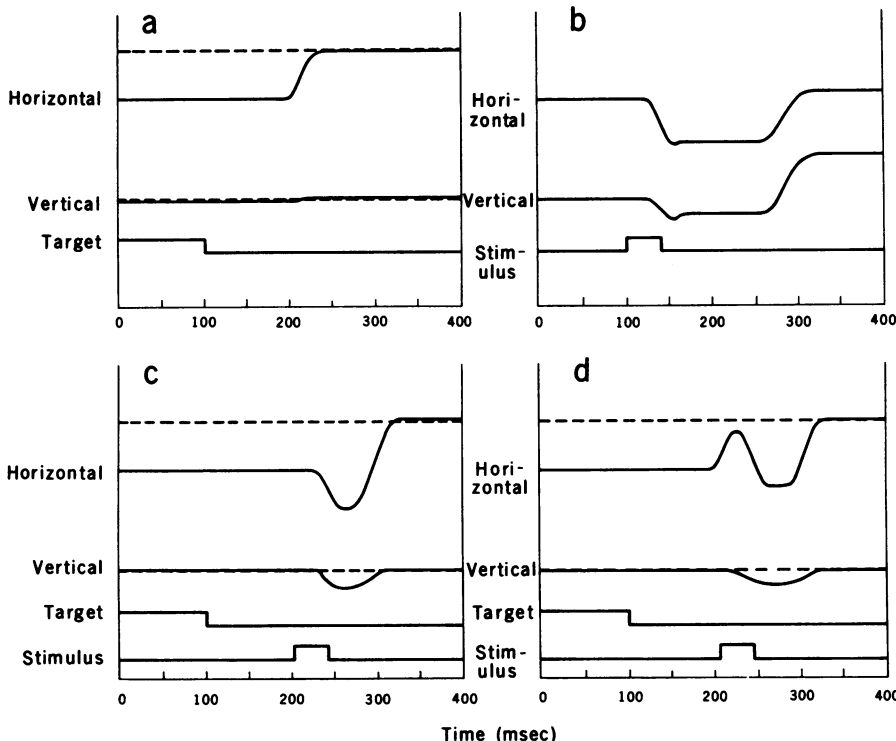 a
Horizontal
Vertical
Target
0 100 200 300 400
b
Hori-
zontal
Vertical
Stim-
ulus
0 100 200 300 400
c
Horizontal
Vertical
Target
Stimulus
0 100 200 300 400
d
Hori-
zontal
Vertical
Target
Stim-
ulus
0 100 200 300 400
Time (msec)